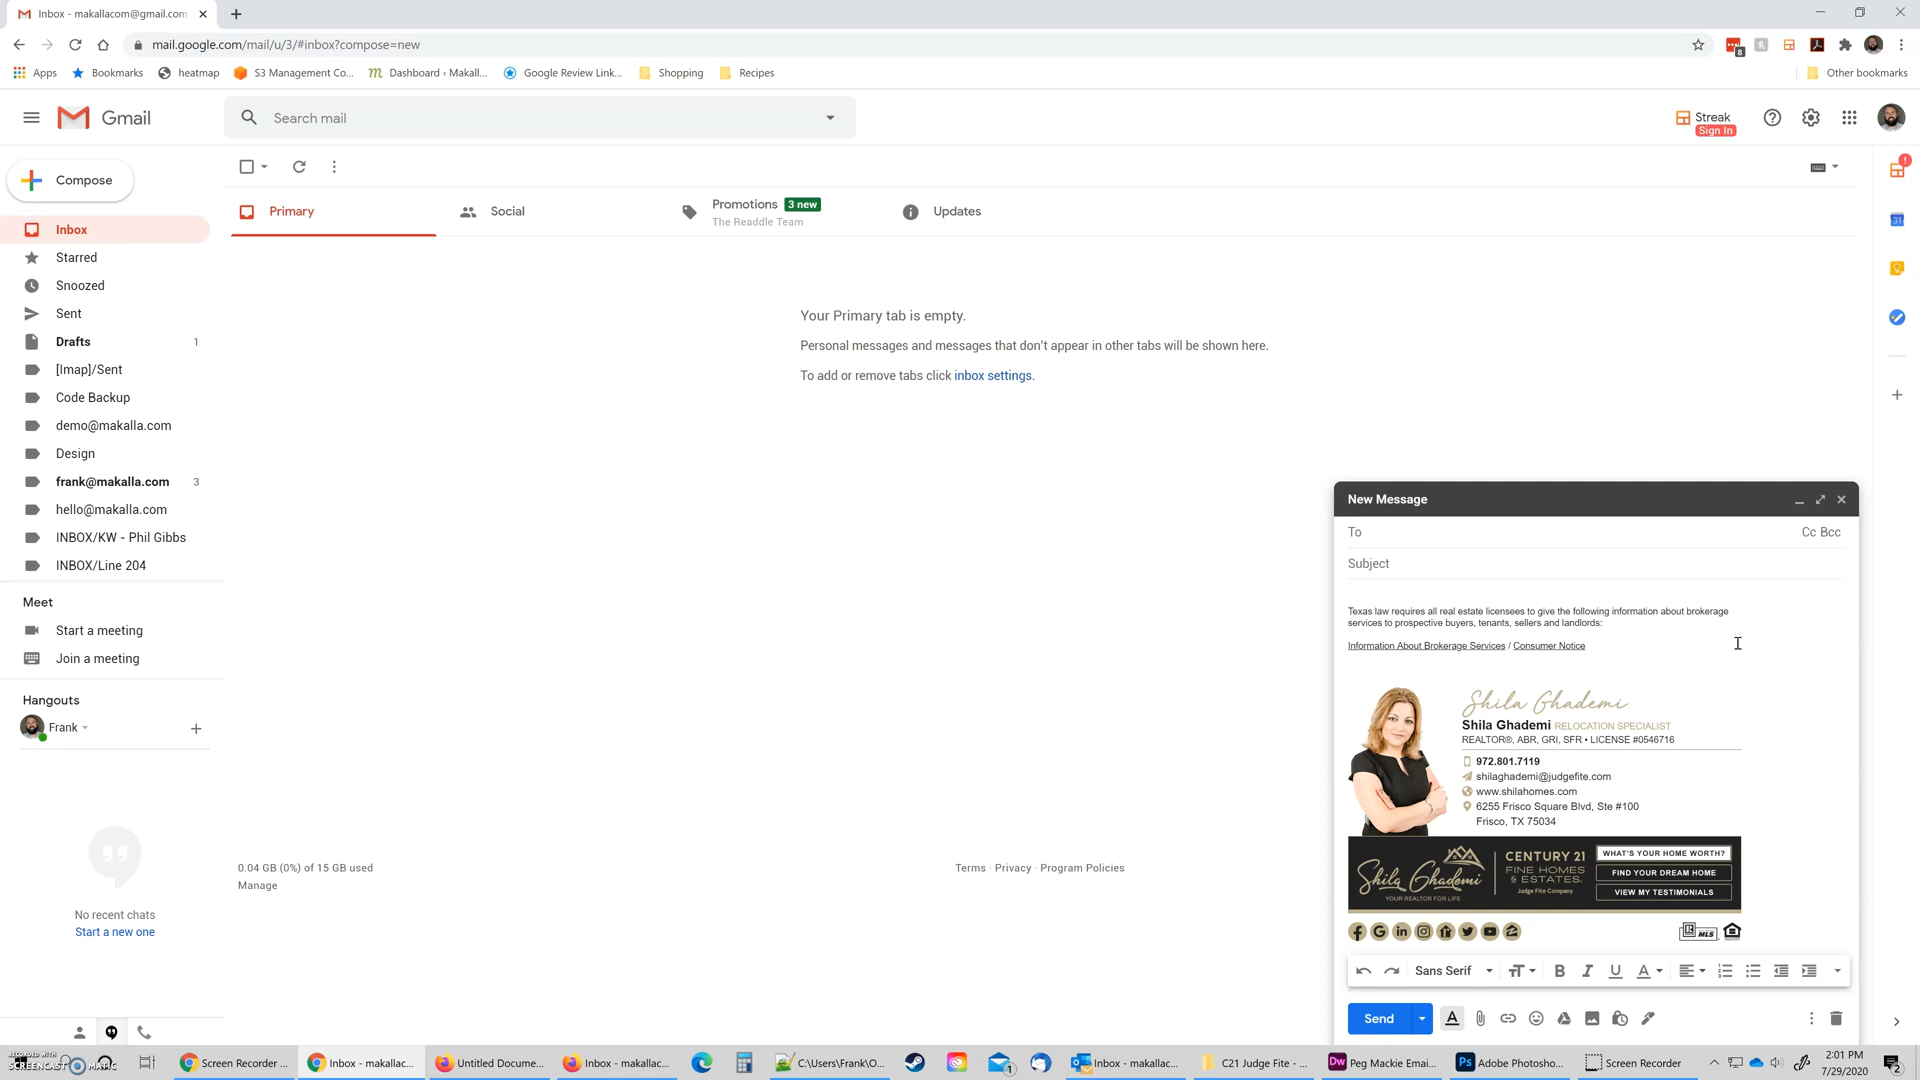 Inbox - makallacom@gmail.com
mail.google.com/mail/u/3/#inbox?compose=new
8
Apps
Bookmarks
heatmap
S3 Management Co...
Dashboard ‹ Makall...
Google Review Link...
Shopping
Recipes
Other bookmarks
Gmail
Search mail
Streak
Sign In
Compose
Primary
Social
Promotions 3 new
The Readdle Team
Updates
Inbox
Starred
Snoozed
Sent
Drafts 1
[Imap]/Sent
Code Backup
demo@makalla.com
Design
frank@makalla.com 3
hello@makalla.com
INBOX/KW - Phil Gibbs
INBOX/Line 204
Meet
Start a meeting
Join a meeting
Hangouts
Frank
No recent chats
Start a new one
Your Primary tab is empty.
Personal messages and messages that don't appear in other tabs will be shown here.
To add or remove tabs click inbox settings.
0.04 GB (0%) of 15 GB used
Manage
Terms · Privacy · Program Policies
31
New Message
To
Cc Bcc
Subject
Texas law requires all real estate licensees to give the following information about brokerage
services to prospective buyers, tenants, sellers and landlords:
Information About Brokerage Services / Consumer Notice
Shila Ghademi
Shila Ghademi RELOCATION SPECIALIST
REALTOR®, ABR, GRI, SFR • LICENSE #0546716
972.801.7119
shilaghademi@judgefite.com
www.shilahomes.com
6255 Frisco Square Blvd, Ste #100
Frisco, TX 75034
Shila Ghademi
YOUR REALTOR FOR LIFE
CENTURY 21
FINE HOMES
& ESTATES.
Judge Fite Company
WHAT'S YOUR HOME WORTH?
FIND YOUR DREAM HOME
VIEW MY TESTIMONIALS
MLS
Sans Serif
Send
RECORDED WITH
SCREENCAST MATIC
Screen Recorder ...
Inbox - makallac...
Untitled Docume...
Inbox - makallac...
C:\Users\Frank\O...
1
Inbox - makallac...
C21 Judge Fite - ...
Dw
Peg Mackie Emai...
Ps
Adobe Photosho...
Screen Recorder
2:01 PM
7/29/2020
2